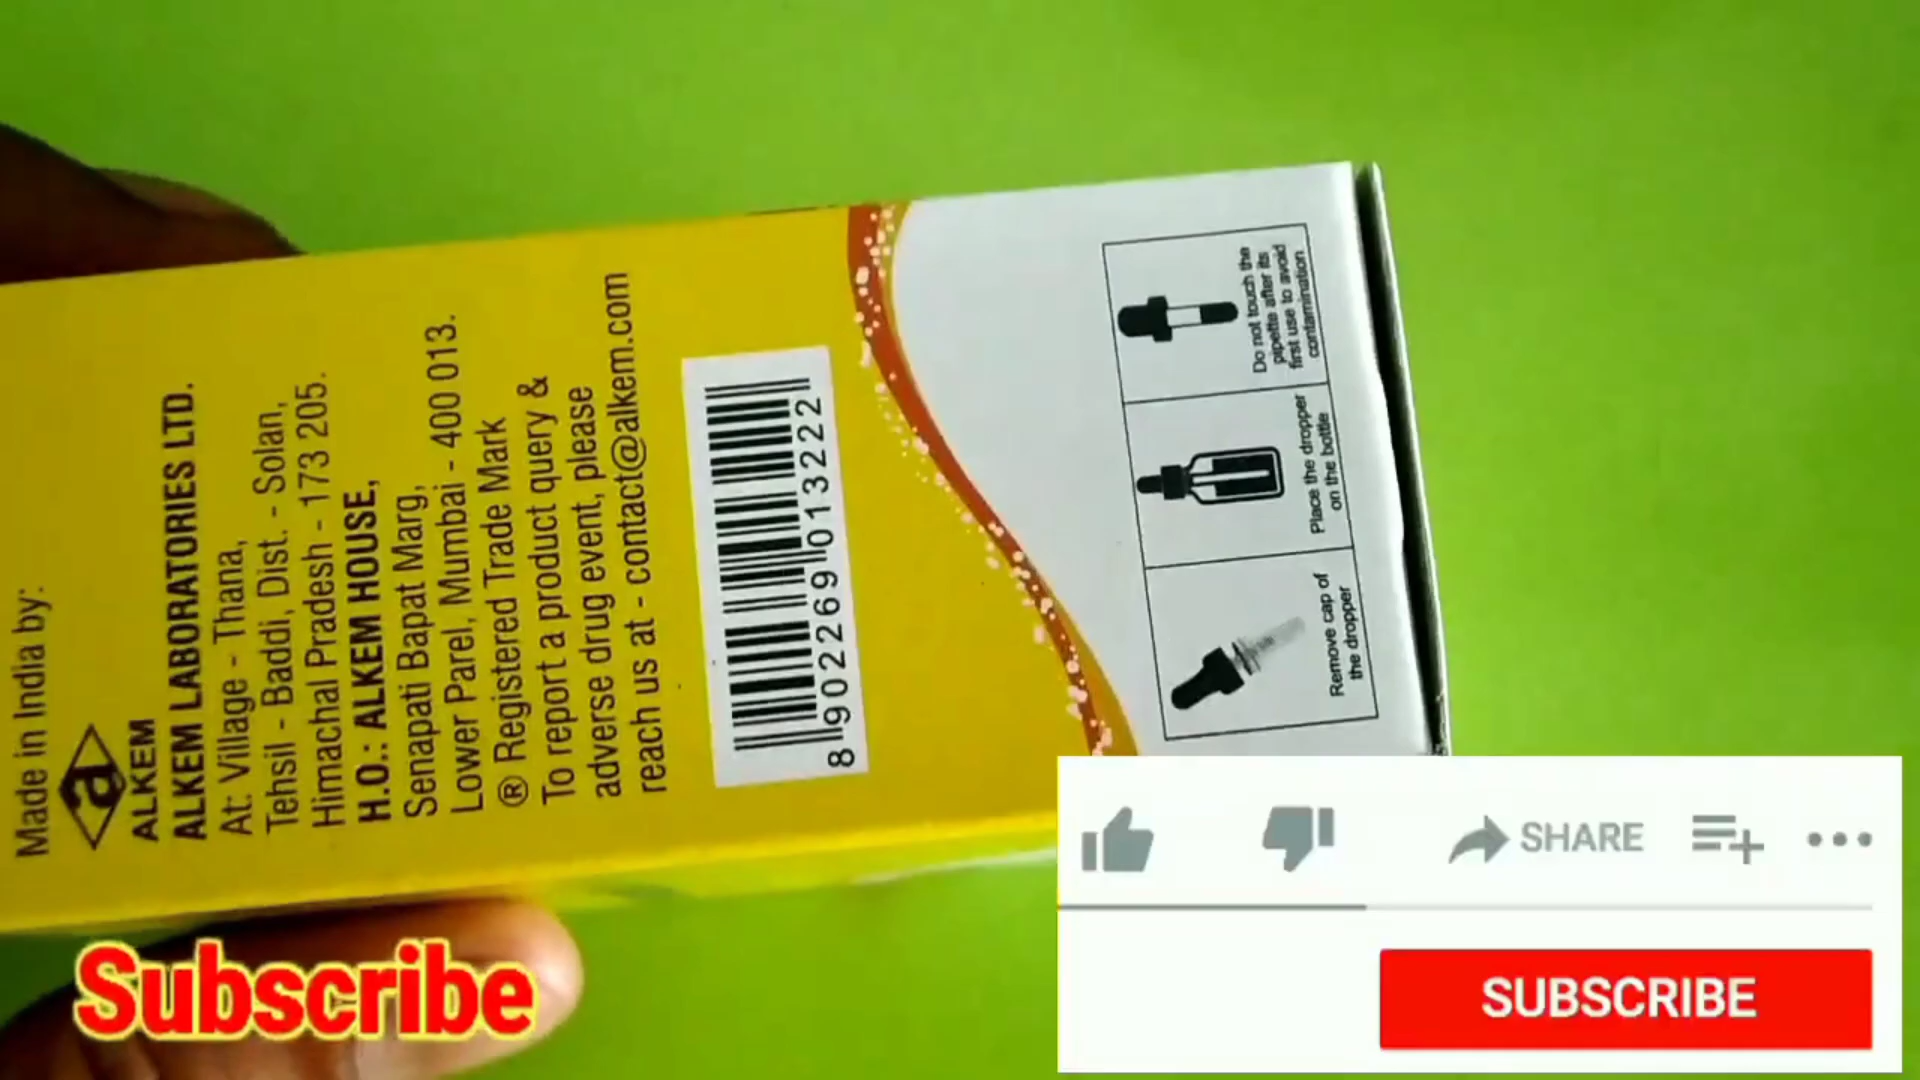 Made in India by:
a
ALKEM
ALKEM LABORATORIES LTD.
At: Village - Thana,
Tehsil - Baddi, Dist. - Solan,
Himachal Pradesh - 173 205.
H.O.: ALKEM HOUSE,
Senapati Bapat Marg,
Lower Parel, Mumbai - 400 013.
® Registered Trade Mark
To report a product query &
adverse drug event, please
reach us at - contact@alkem.com
8 902269 013222
Remove cap of
the dropper
Place the dropper
on the bottle
Do not touch the
pipette after its
first use to avoid
contamination
Subscribe
SHARE
SUBSCRIBE